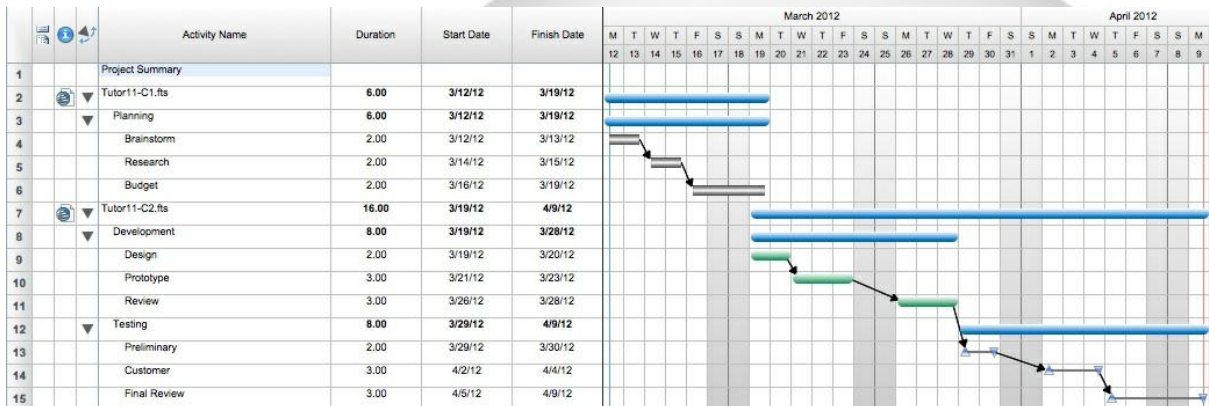 March 2012 April 2012
Activity Name Duration Start Date Finish Date M T W T F S S M T W T F S S M T W T F S S M T W T F S S M
12 13 14 15 16 17 18 19 20 21 22 23 24 25 26 27 28 29 30 31 1 2 3 4 5 6 7 8 9
1 Project Summary
2 Tutor11-C1.fts 6.00 3/12/12 3/19/12
3 Planning 6.00 3/12/12 3/19/12
4 Brainstorm 2.00 3/12/12 3/13/12
5 Research 2.00 3/14/12 3/15/12
6 Budget 2.00 3/16/12 3/19/12
7 Tutor11-C2.fts 16.00 3/19/12 4/9/12
8 Development 8.00 3/19/12 3/28/12
9 Design 2.00 3/19/12 3/20/12
10 Prototype 3.00 3/21/12 3/23/12
11 Review 3.00 3/26/12 3/28/12
12 Testing 8.00 3/29/12 4/9/12
13 Preliminary 2.00 3/29/12 3/30/12
14 Customer 3.00 4/2/12 4/4/12
15 Final Review 3.00 4/5/12 4/9/12